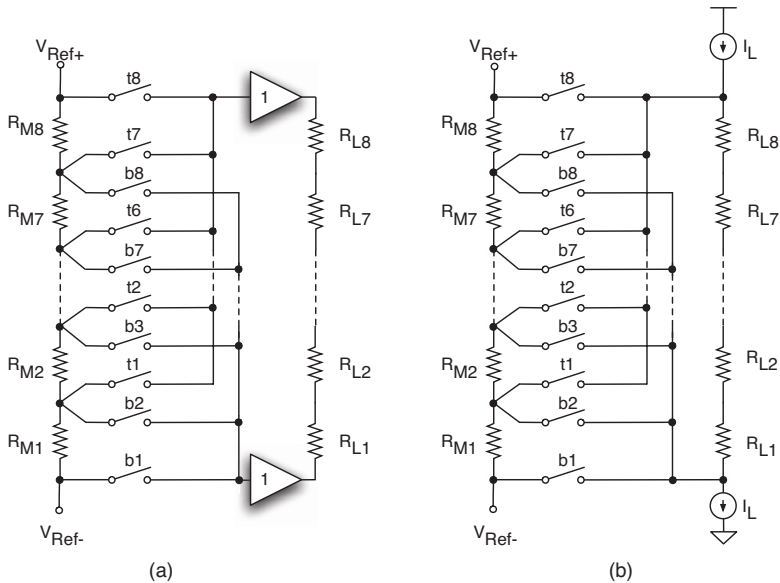 V_Ref+
t8
1
R_M8
R_L8
t7
b8
R_M7
R_L7
t6
b7
t2
b3
R_M2
R_L2
t1
b2
R_M1
R_L1
b1
1
V_Ref-
(a)
I_L
V_Ref+
t8
R_M8
R_L8
t7
b8
R_M7
R_L7
t6
b7
t2
b3
R_M2
R_L2
t1
b2
R_M1
R_L1
b1
I_L
V_Ref-
(b)